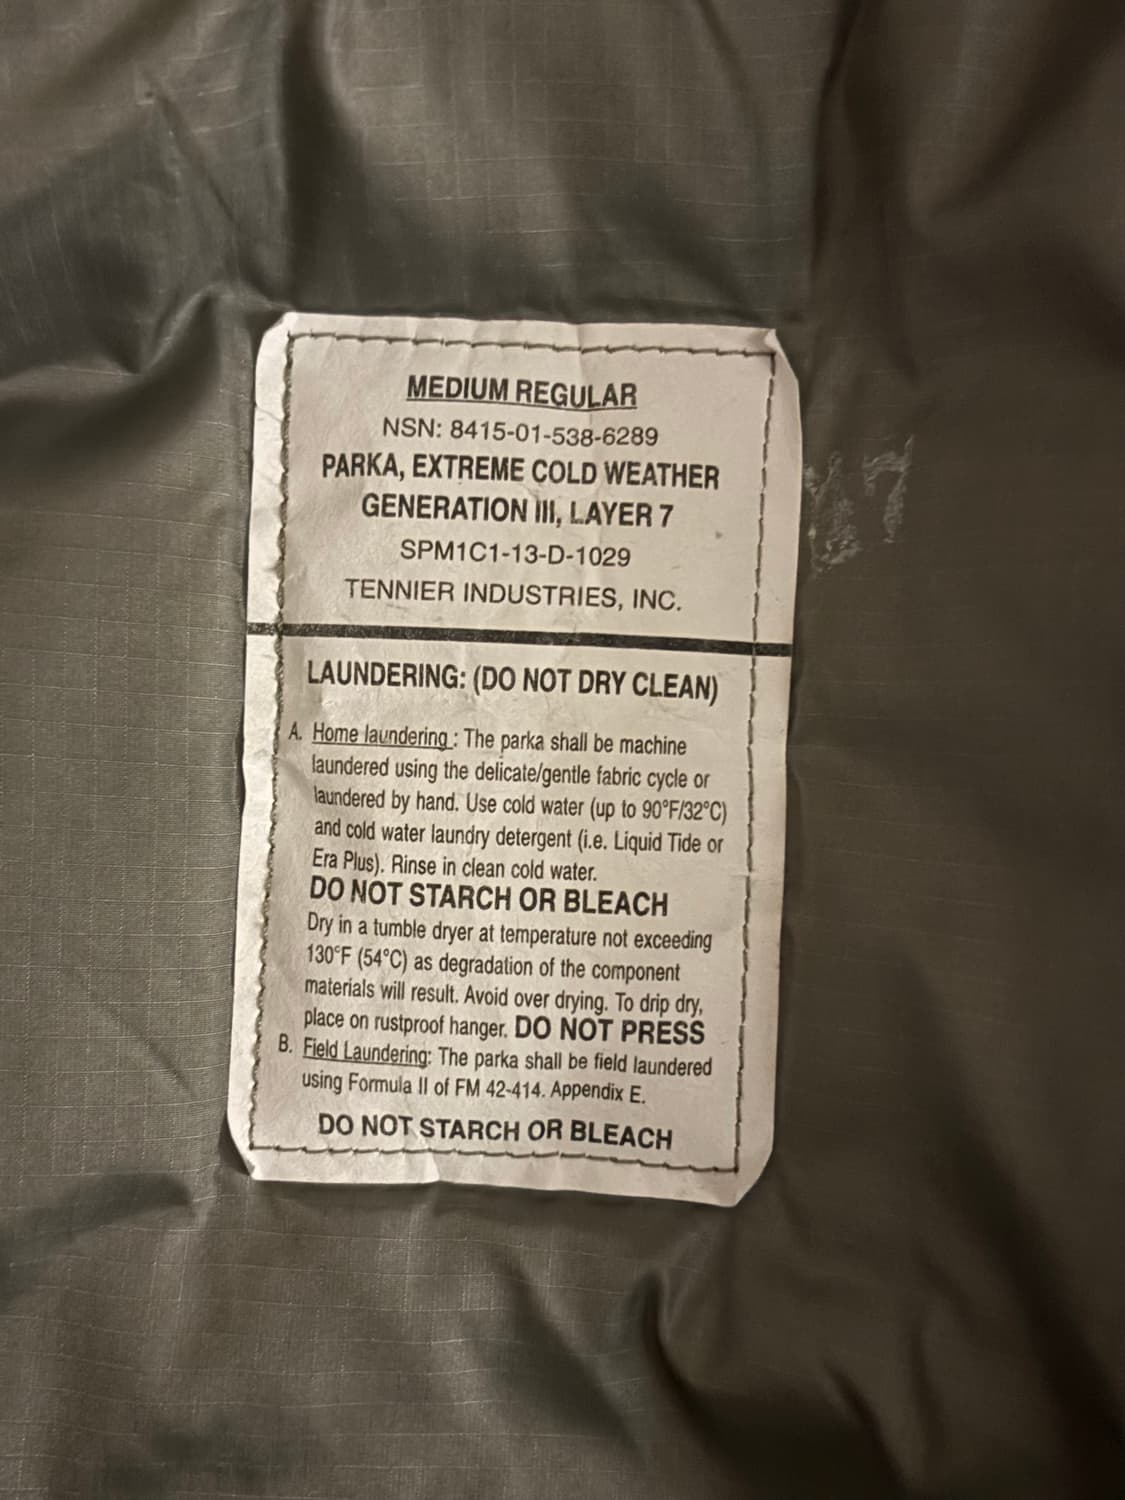 MEDIUM REGULAR
NSN: 8415-01-538-6289
PARKA, EXTREME COLD WEATHER
GENERATION III, LAYER 7
SPM1C1-13-D-1029
TENNIER INDUSTRIES, INC.
LAUNDERING: (DO NOT DRY CLEAN)
A. Home laundering : The parka shall be machine
laundered using the delicate/gentle fabric cycle or
laundered by hand. Use cold water (up to 90°F/32°C)
and cold water laundry detergent (i.e. Liquid Tide or
Era Plus). Rinse in clean cold water.
DO NOT STARCH OR BLEACH
Dry in a tumble dryer at temperature not exceeding
130°F (54°C) as degradation of the component
materials will result. Avoid over drying. To drip dry,
place on rustproof hanger. DO NOT PRESS
B. Field Laundering: The parka shall be field laundered
using Formula II of FM 42-414. Appendix E.
DO NOT STARCH OR BLEACH